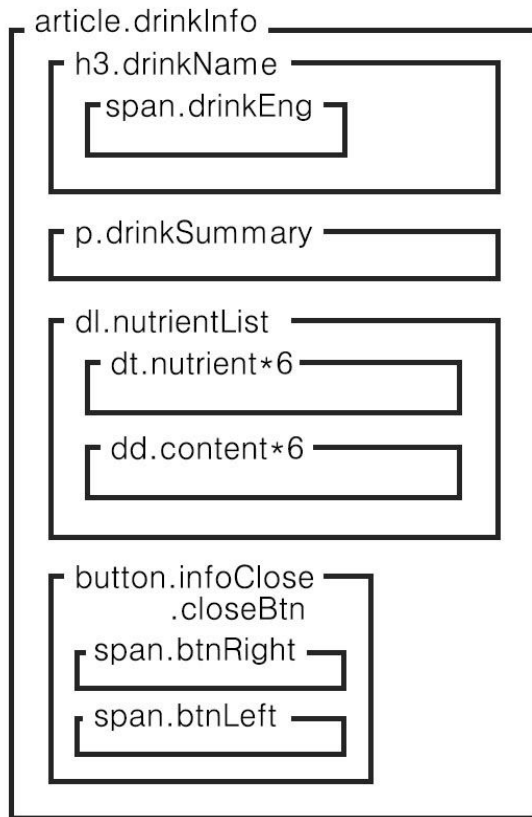 article.drinkInfo
h3.drinkName
span.drinkEng
p.drinkSummary
dl.nutrientList
dt.nutrient*6
dd.content*6
button.infoClose
.closeBtn
span.btnRight
span.btnLeft